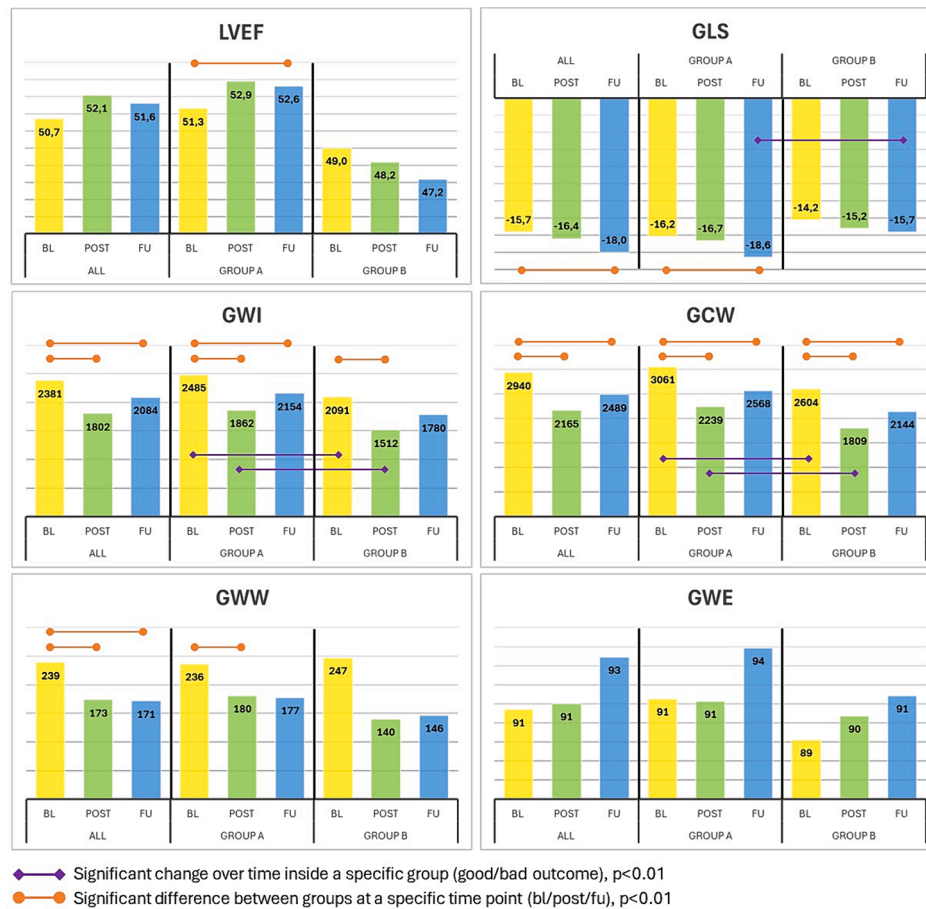 LVEF
50,7
52,1
51,6
51,3
52,9
52,6
49,0
48,2
47,2
BL POST FU BL POST FU BL POST FU
ALL GROUP A GROUP B
GLS
ALL GROUP A GROUP B
BL POST FU BL POST FU BL POST FU
-15,7
-16,4
-18,0
-16,2
-16,7
-18,6
-14,2
-15,2
-15,7
GWI
2381
1802
2084
2485
1862
2154
2091
1512
1780
BL POST FU BL POST FU BL POST FU
ALL GROUP A GROUP B
GCW
2940
2165
2489
3061
2239
2568
2604
1809
2144
BL POST FU BL POST FU BL POST FU
ALL GROUP A GROUP B
GWW
239
173
171
236
180
177
247
140
146
BL POST FU BL POST FU BL POST FU
ALL GROUP A GROUP B
GWE
91
91
93
91
91
94
89
90
91
BL POST FU BL POST FU BL POST FU
ALL GROUP A GROUP B
Significant change over time inside a specific group (good/bad outcome), p<0.01
Significant difference between groups at a specific time point (bl/post/fu), p<0.01